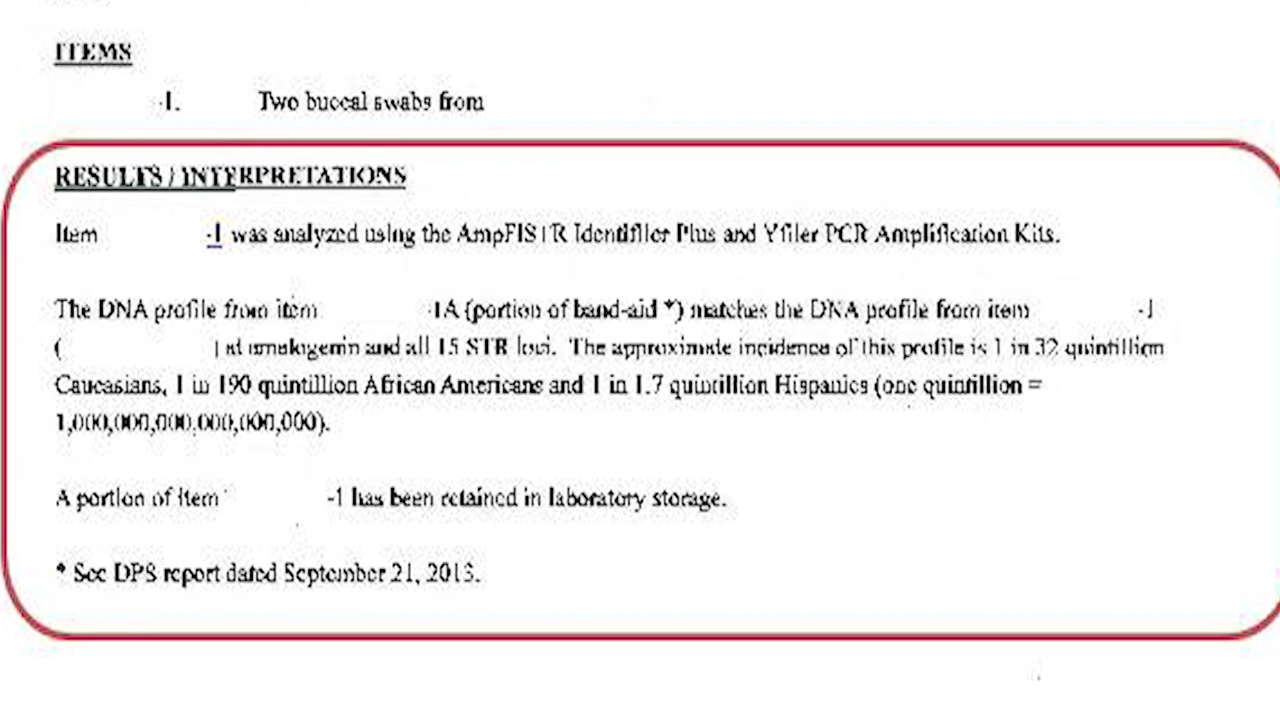 ITEMS
-1. Two buccal swabs from
RESULTS / INTERPRETATIONS
Item -1 was analyzed using the AmpFlSTR Identifiler Plus and Yfiler PCR Amplification Kits.
The DNA profile from item -1A (portion of band-aid *) matches the DNA profile from item -1
( ) at amelogenin and all 15 STR loci. The approximate incidence of this profile is 1 in 32 quintillion
Caucasians, 1 in 190 quintillion African Americans and 1 in 1.7 quintillion Hispanics (one quintillion =
1,000,000,000,000,000,000).
A portion of item -1 has been retained in laboratory storage.
* See DPS report dated September 21, 2013.